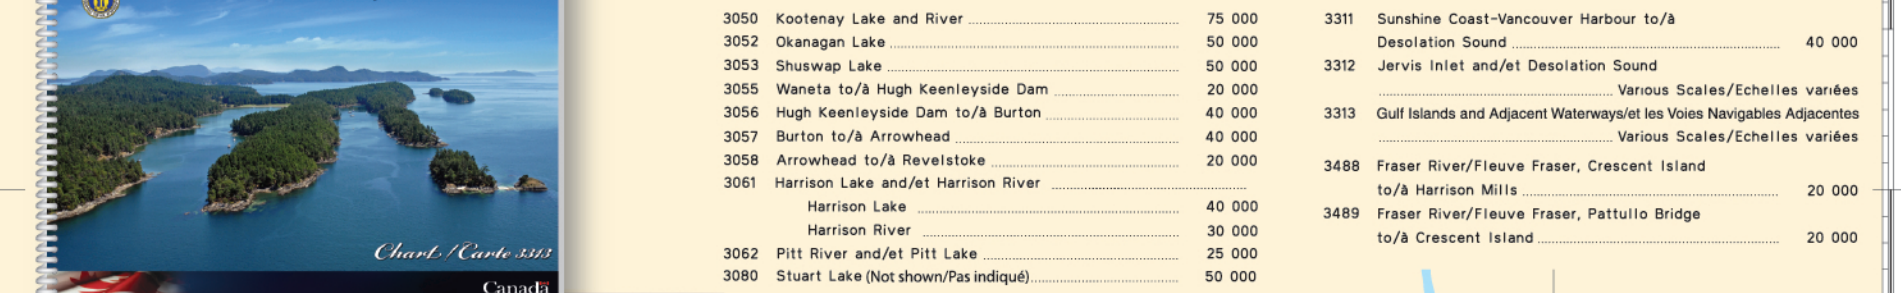 Chart / Carte 3313
Canada
3050 Kootenay Lake and River 75 000
3052 Okanagan Lake 50 000
3053 Shuswap Lake 50 000
3055 Waneta to/à Hugh Keenleyside Dam 20 000
3056 Hugh Keenleyside Dam to/à Burton 40 000
3057 Burton to/à Arrowhead 40 000
3058 Arrowhead to/à Revelstoke 20 000
3061 Harrison Lake and/et Harrison River
Harrison Lake 40 000
Harrison River 30 000
3062 Pitt River and/et Pitt Lake 25 000
3080 Stuart Lake (Not shown/Pas indiqué) 50 000
3311 Sunshine Coast-Vancouver Harbour to/à
Desolation Sound 40 000
3312 Jervis Inlet and/et Desolation Sound
Various Scales/Echelles variées
3313 Gulf Islands and Adjacent Waterways/et les Voies Navigables Adjacentes
Various Scales/Echelles variées
3488 Fraser River/Fleuve Fraser, Crescent Island
to/à Harrison Mills 20 000
3489 Fraser River/Fleuve Fraser, Pattullo Bridge
to/à Crescent Island 20 000